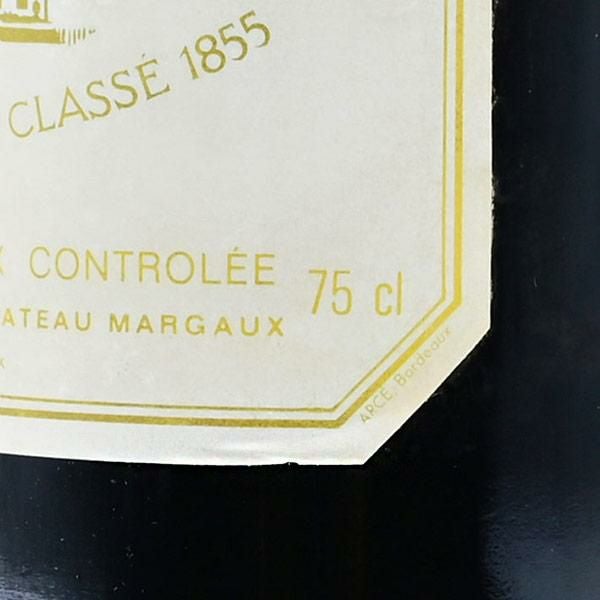 CLASSÉ 1855
X CONTROLÉE
75 cl
ATEAU MARGAUX
x
ARCE, Bordeaux